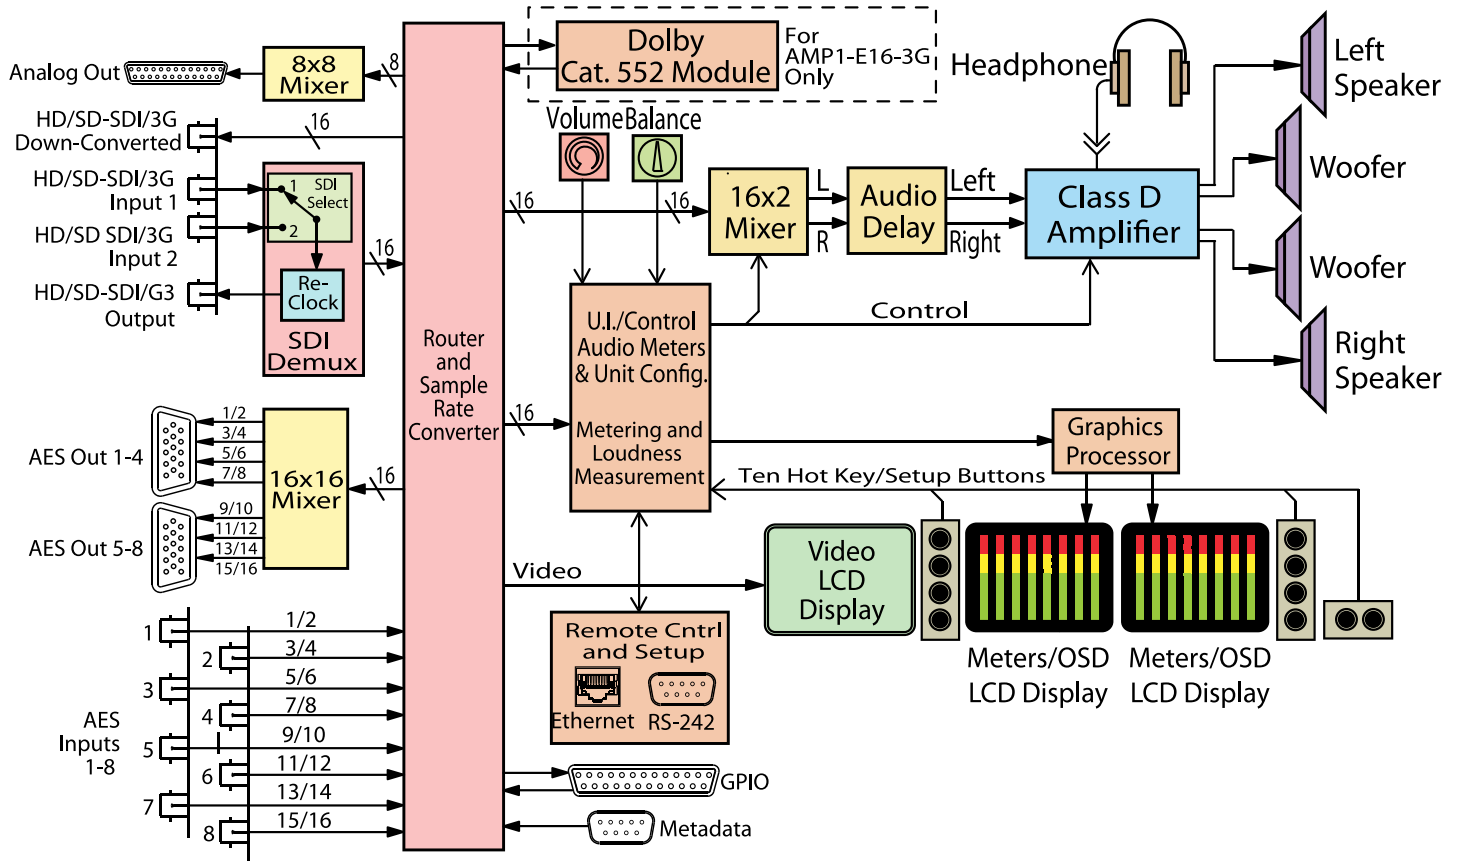 Analog Out
8x8
Mixer
8
Dolby
Cat. 552 Module
For
AMP1-E16-3G
Only
Headphone
Left
Speaker
HD/SD-SDI/3G
Down-Converted
16
Volume
Balance
HD/SD-SDI/3G
Input 1
1
SDI
Select
2
HD/SD SDI/3G
Input 2
16
Re-
Clock
HD/SD-SDI/G3
Output
SDI
Demux
Router
and
Sample
Rate
Converter
16
16
16x2
Mixer
L
R
Audio
Delay
Left
Right
Class D
Amplifier
Woofer
Woofer
Right
Speaker
Control
U.I./Control
Audio Meters
& Unit Config.
Metering and
Loudness
Measurement
16
Graphics
Processor
Ten Hot Key/Setup Buttons
AES Out 1-4
1/2
3/4
5/6
7/8
16x16
Mixer
16
AES Out 5-8
9/10
11/12
13/14
15/16
Video
Video
LCD
Display
Meters/OSD
LCD Display
Meters/OSD
LCD Display
Remote Cntrl
and Setup
Ethernet
RS-242
AES
Inputs
1-8
1
1/2
2
3/4
3
5/6
4
7/8
5
9/10
6
11/12
7
13/14
8
15/16
GPIO
Metadata